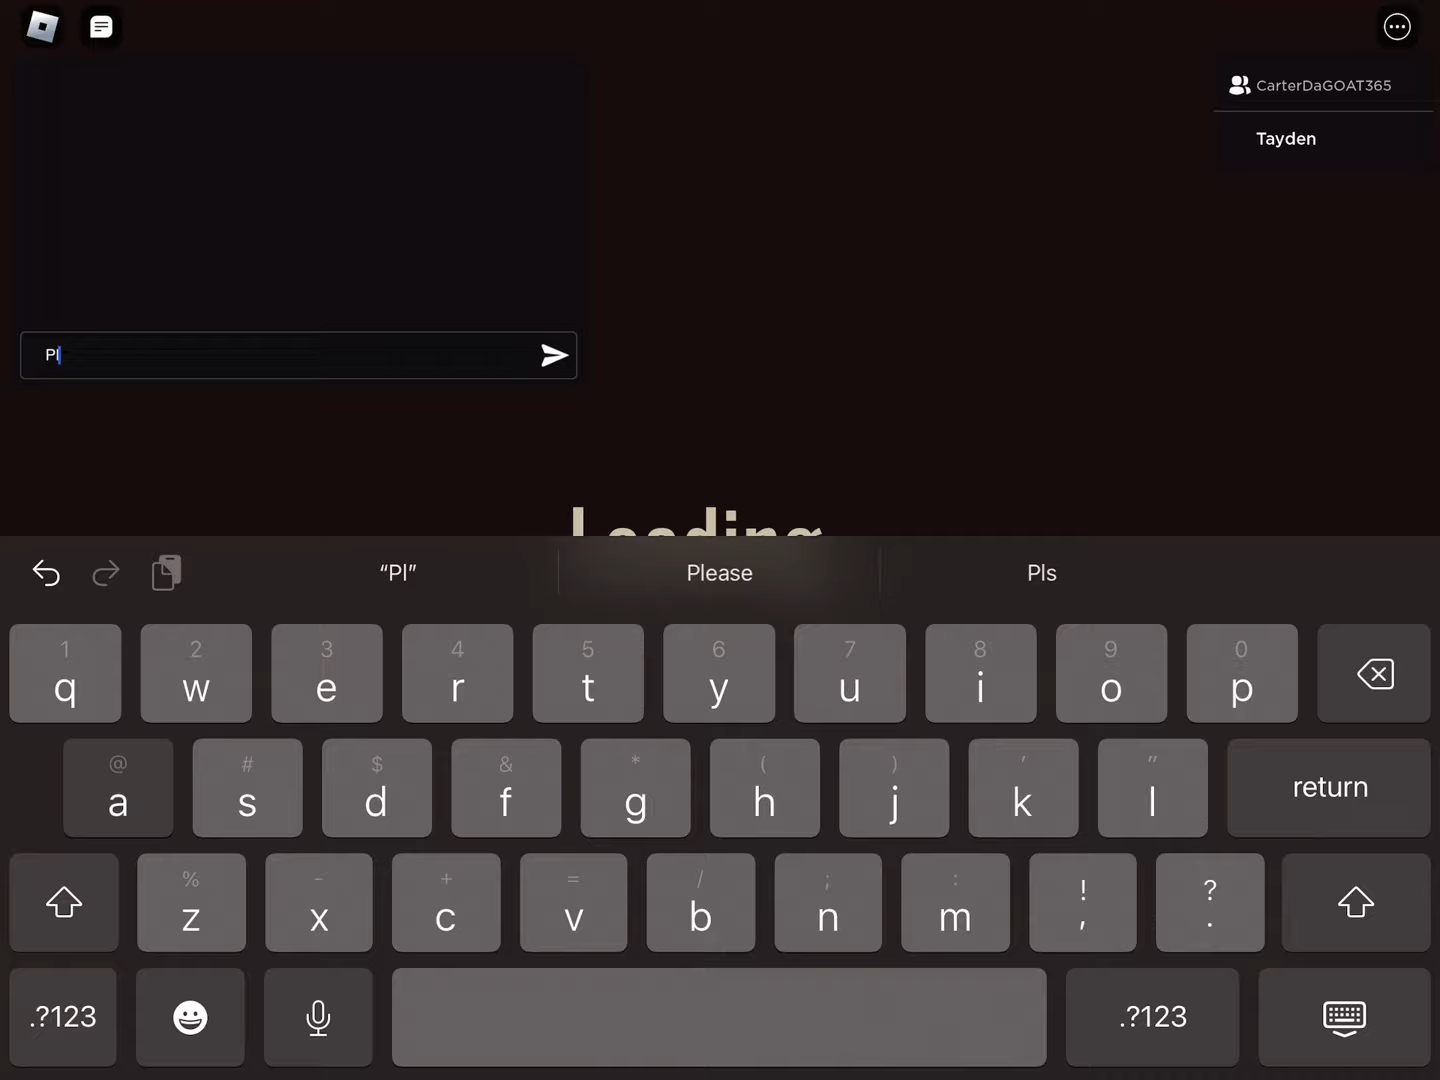 CarterDaGOAT365
Tayden
Pl
Loading
“Pl” Please Pls
1 2 3 4 5 6 7 8 9 0
q w e r t y u i o p
@ # $ & * ( ) ' "
a s d f g h j k l return
% - + = / ; : ! ?
z x c v b n m , .
.?123 .?123